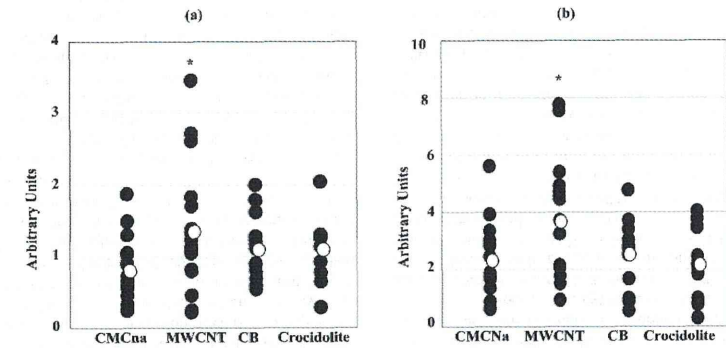 (a)
4
3
2
1
0
Arbitrary Units
*
CMCna MWCNT CB Crocidolite
(b)
10
8
6
4
2
0
Arbitrary Units
*
CMCNa MWCNT CB Crocidolite